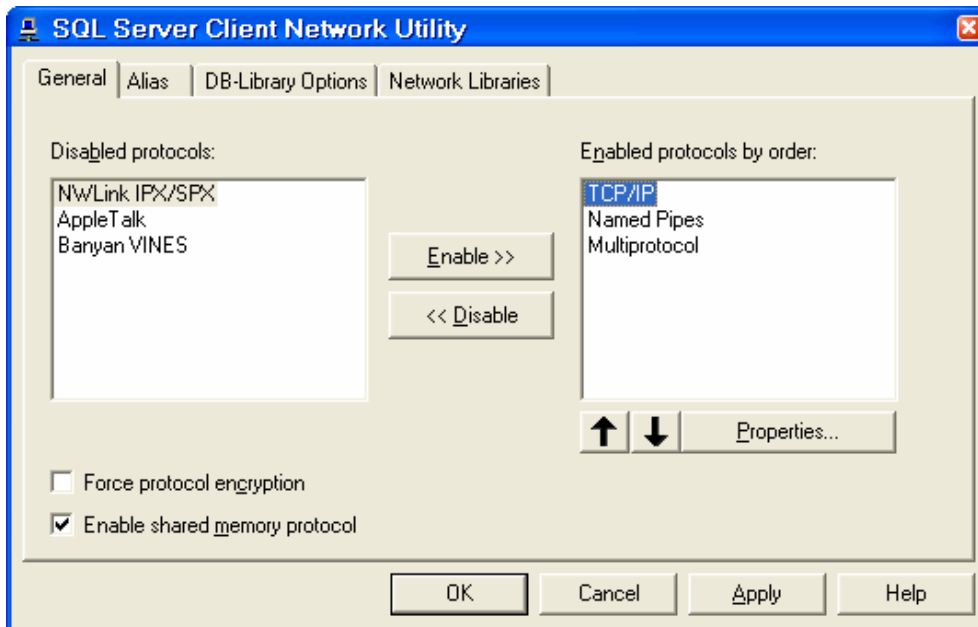 SQL Server Client Network Utility
General Alias DB-Library Options Network Libraries
Disabled protocols: Enabled protocols by order:
NWLink IPX/SPX TCP/IP
AppleTalk Named Pipes
Banyan VINES Multiprotocol
Enable >>
<< Disable
Properties...
Force protocol encryption
Enable shared memory protocol
OK Cancel Apply Help